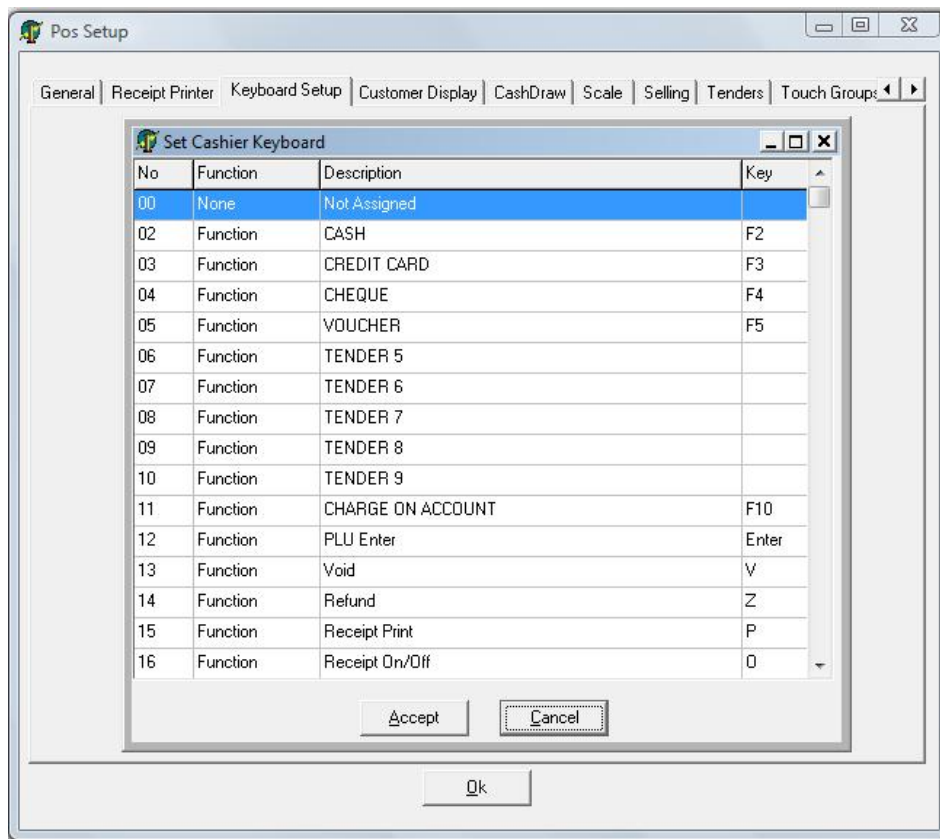 Pos Setup
General Receipt Printer Keyboard Setup Customer Display CashDraw Scale Selling Tenders Touch Groups
Set Cashier Keyboard
No Function Description Key
00 None Not Assigned
02 Function CASH F2
03 Function CREDIT CARD F3
04 Function CHEQUE F4
05 Function VOUCHER F5
06 Function TENDER 5
07 Function TENDER 6
08 Function TENDER 7
09 Function TENDER 8
10 Function TENDER 9
11 Function CHARGE ON ACCOUNT F10
12 Function PLU Enter Enter
13 Function Void V
14 Function Refund Z
15 Function Receipt Print P
16 Function Receipt On/Off O
Accept Cancel
Ok